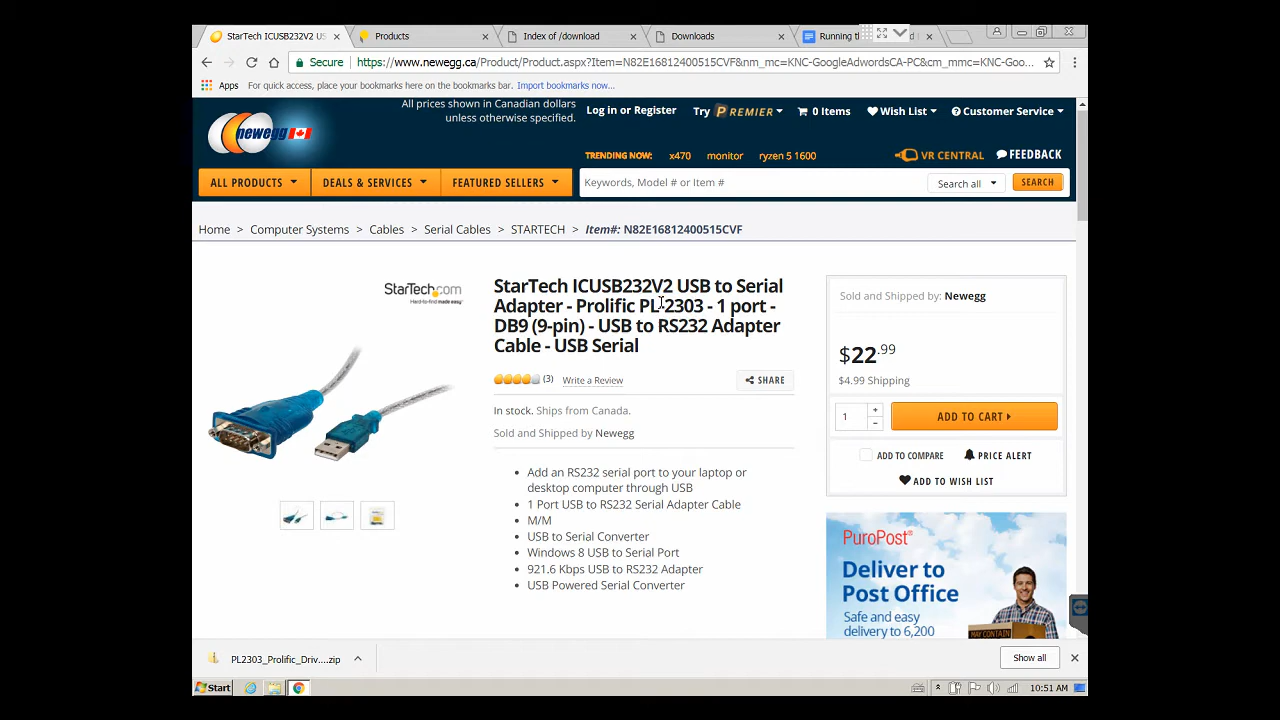 StarTech ICUSB232V2 US
Products
Index of /download
Downloads
Running th
Secure
https://www.newegg.ca/Product/Product.aspx?Item=N82E16812400515CVF&nm_mc=KNC-GoogleAdwordsCA-PC&cm_mmc=KNC-Goo...
Apps
For quick access, place your bookmarks here on the bookmarks bar. Import bookmarks now...
All prices shown in Canadian dollars
unless otherwise specified.
Log in or Register
Try PREMIER
0 Items
Wish List
Customer Service
newegg
TRENDING NOW: x470 monitor ryzen 5 1600
VR CENTRAL
FEEDBACK
ALL PRODUCTS
DEALS & SERVICES
FEATURED SELLERS
Keywords, Model # or Item #
Search all
SEARCH
Home > Computer Systems > Cables > Serial Cables > STARTECH > Item#: N82E16812400515CVF
StarTech.com
Hard-to-find made easy
StarTech ICUSB232V2 USB to Serial
Adapter - Prolific PL-2303 - 1 port -
DB9 (9-pin) - USB to RS232 Adapter
Cable - USB Serial
(3) Write a Review
SHARE
In stock. Ships from Canada.
Sold and Shipped by Newegg
• Add an RS232 serial port to your laptop or
desktop computer through USB
• 1 Port USB to RS232 Serial Adapter Cable
• M/M
• USB to Serial Converter
• Windows 8 USB to Serial Port
• 921.6 Kbps USB to RS232 Adapter
• USB Powered Serial Converter
Sold and Shipped by: Newegg
$22.99
$4.99 Shipping
1
+
−
ADD TO CART
ADD TO COMPARE
PRICE ALERT
ADD TO WISH LIST
PuroPost®
Deliver to
Post Office
Safe and easy
delivery to 6,200
MAY CONTAIN
PL2303_Prolific_Driv....zip
Show all
Start
10:51 AM